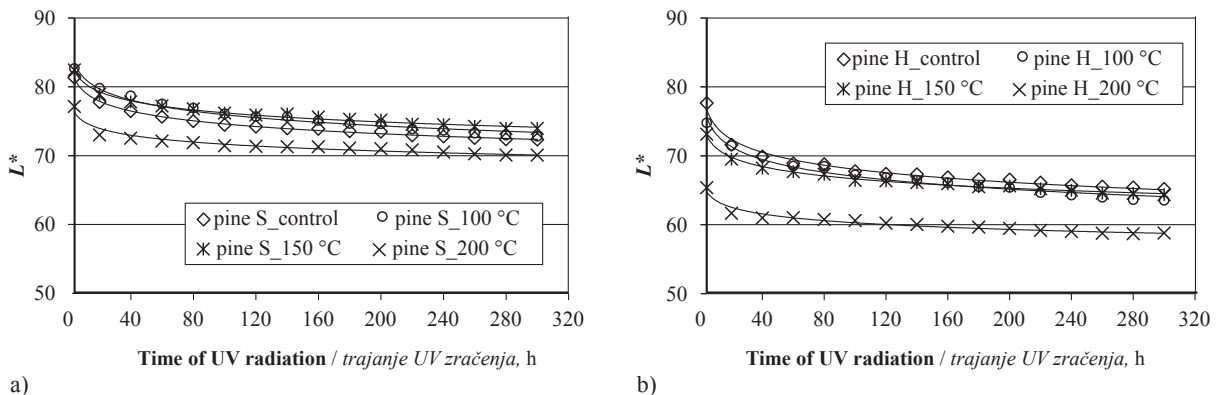 90
80
70
60
50
L*
pine S_control pine S_100 °C
pine S_150 °C pine S_200 °C
0 40 80 120 160 200 240 280 320
Time of UV radiation / trajanje UV zračenja, h
a)
90
80
70
60
50
L*
pine H_control pine H_100 °C
pine H_150 °C pine H_200 °C
0 40 80 120 160 200 240 280 320
Time of UV radiation / trajanje UV zračenja, h
b)